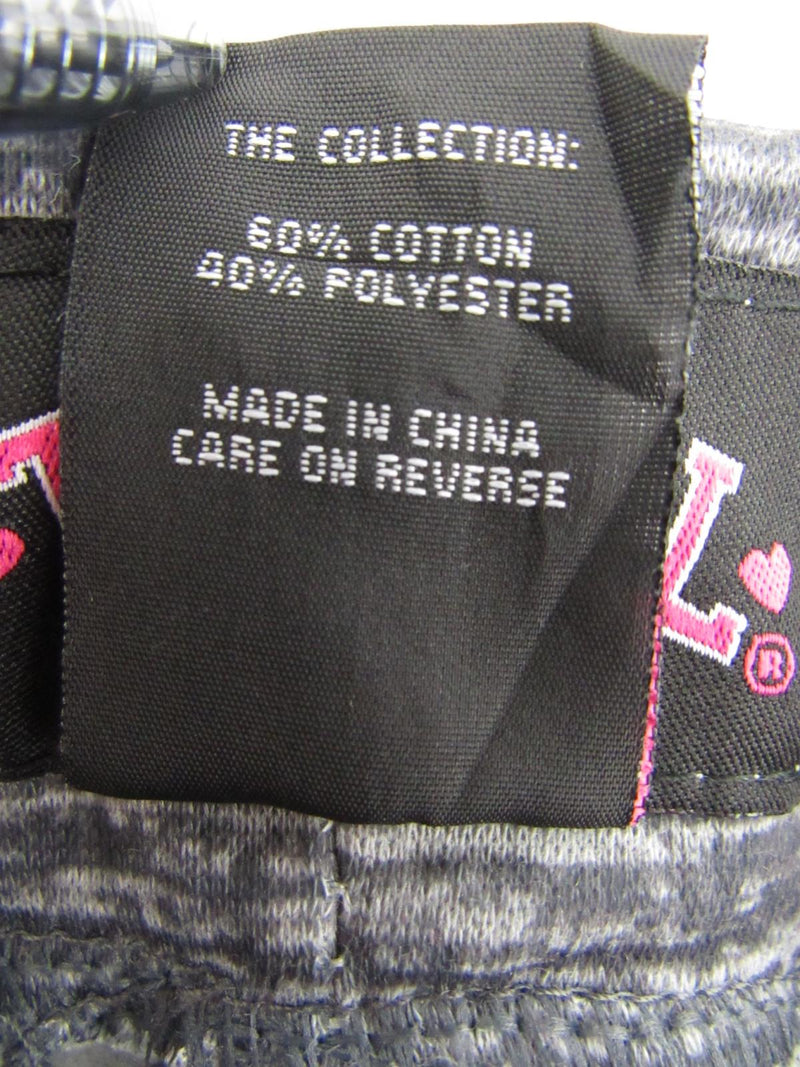 THE COLLECTION:
60% COTTON
40% POLYESTER
MADE IN CHINA
CARE ON REVERSE
L
®